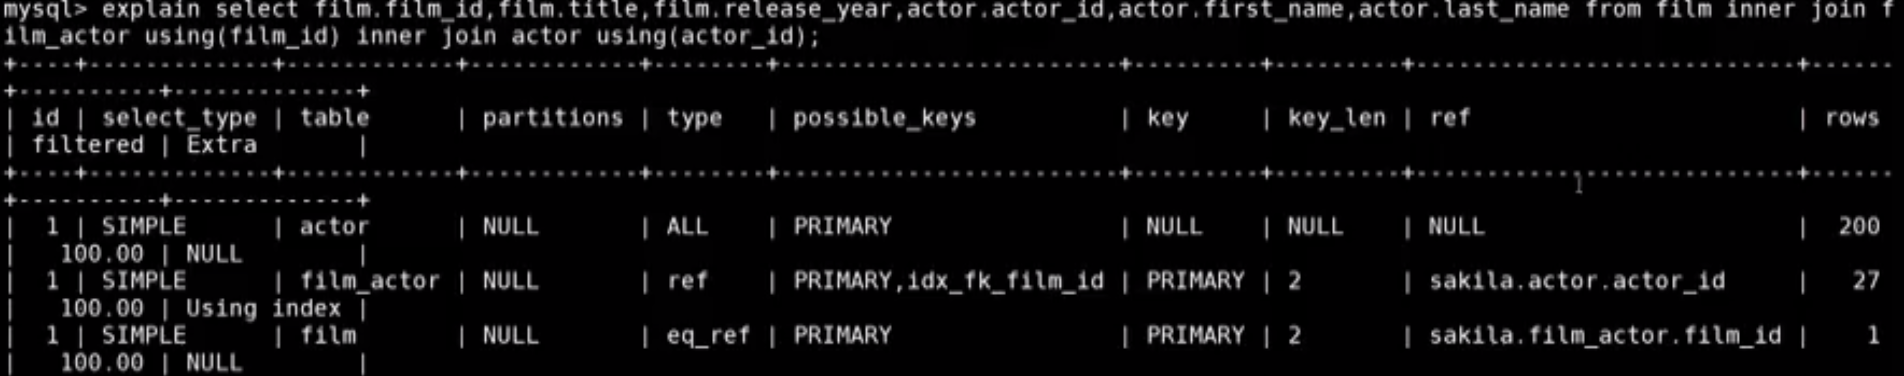 mysql> explain select film.film_id,film.title,film.release_year,actor.actor_id,actor.first_name,actor.last_name from film inner join f
ilm_actor using(film_id) inner join actor using(actor_id);
+----+-------------+------------+------------+--------+------------------------+---------+---------+---------------------------+------
+----------+-------------+
| id | select_type | table      | partitions | type   | possible_keys          | key     | key_len | ref                       | rows
| filtered | Extra       |
+----+-------------+------------+------------+--------+------------------------+---------+---------+---------------------------+------
+----------+-------------+
|  1 | SIMPLE      | actor      | NULL       | ALL    | PRIMARY                | NULL    | NULL    | NULL                      |  200
|   100.00 | NULL        |
|  1 | SIMPLE      | film_actor | NULL       | ref    | PRIMARY,idx_fk_film_id | PRIMARY | 2       | sakila.actor.actor_id     |   27
|   100.00 | Using index |
|  1 | SIMPLE      | film       | NULL       | eq_ref | PRIMARY                | PRIMARY | 2       | sakila.film_actor.film_id |    1
|   100.00 | NULL        |